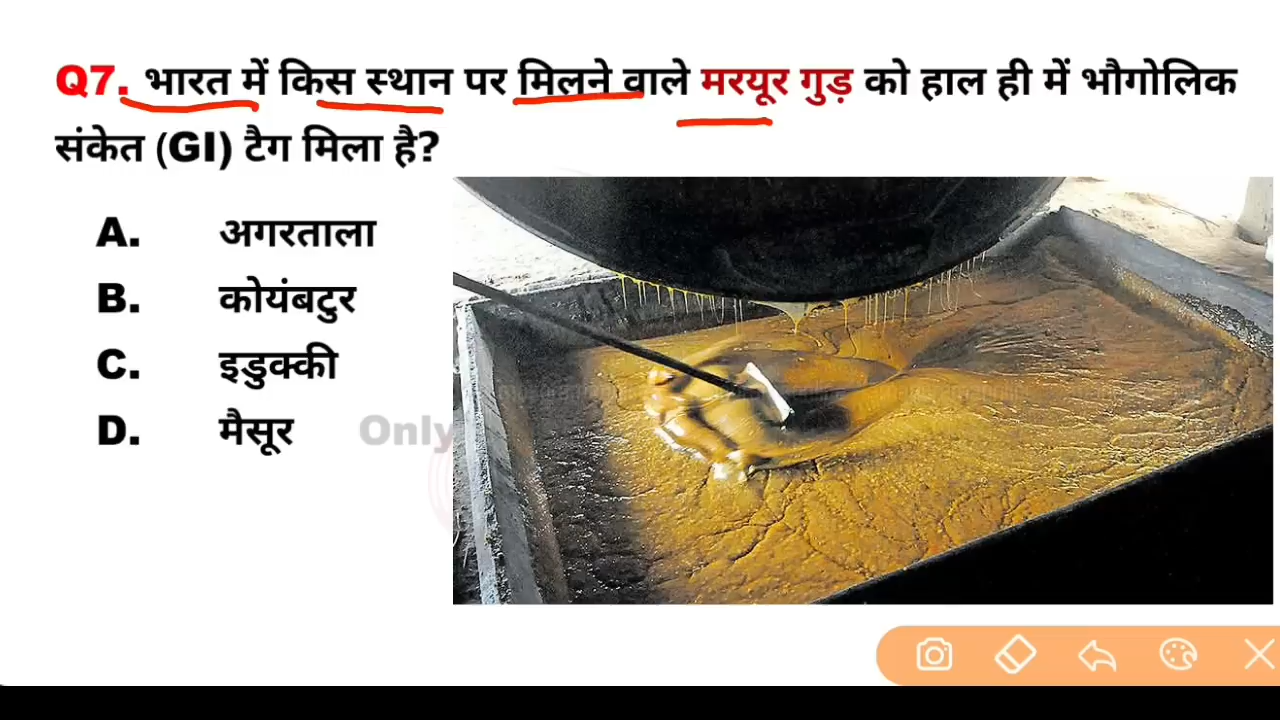 Q7. भारत में किस स्थान पर मिलने वाले मरयूर गुड़ को हाल ही में भौगोलिक
संकेत (GI) टैग मिला है?
A. अगरताला
B. कोयंबटुर
C. इडुक्की
D. मैसूर
Only